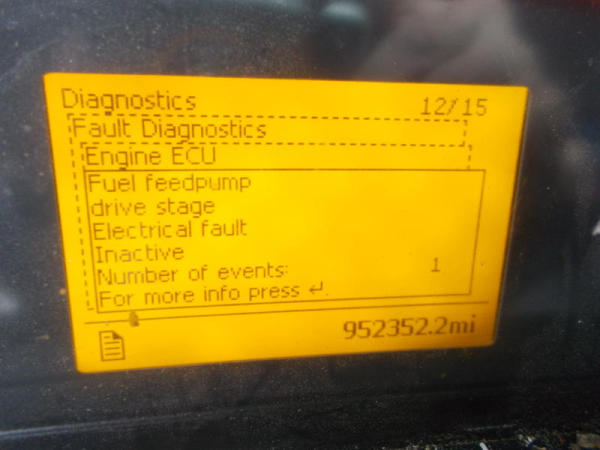 Diagnostics 12/15
Fault Diagnostics
Engine ECU
Fuel feedpump
drive stage
Electrical fault
Inactive
Number of events: 1
For more info press ↵.
952352.2mi